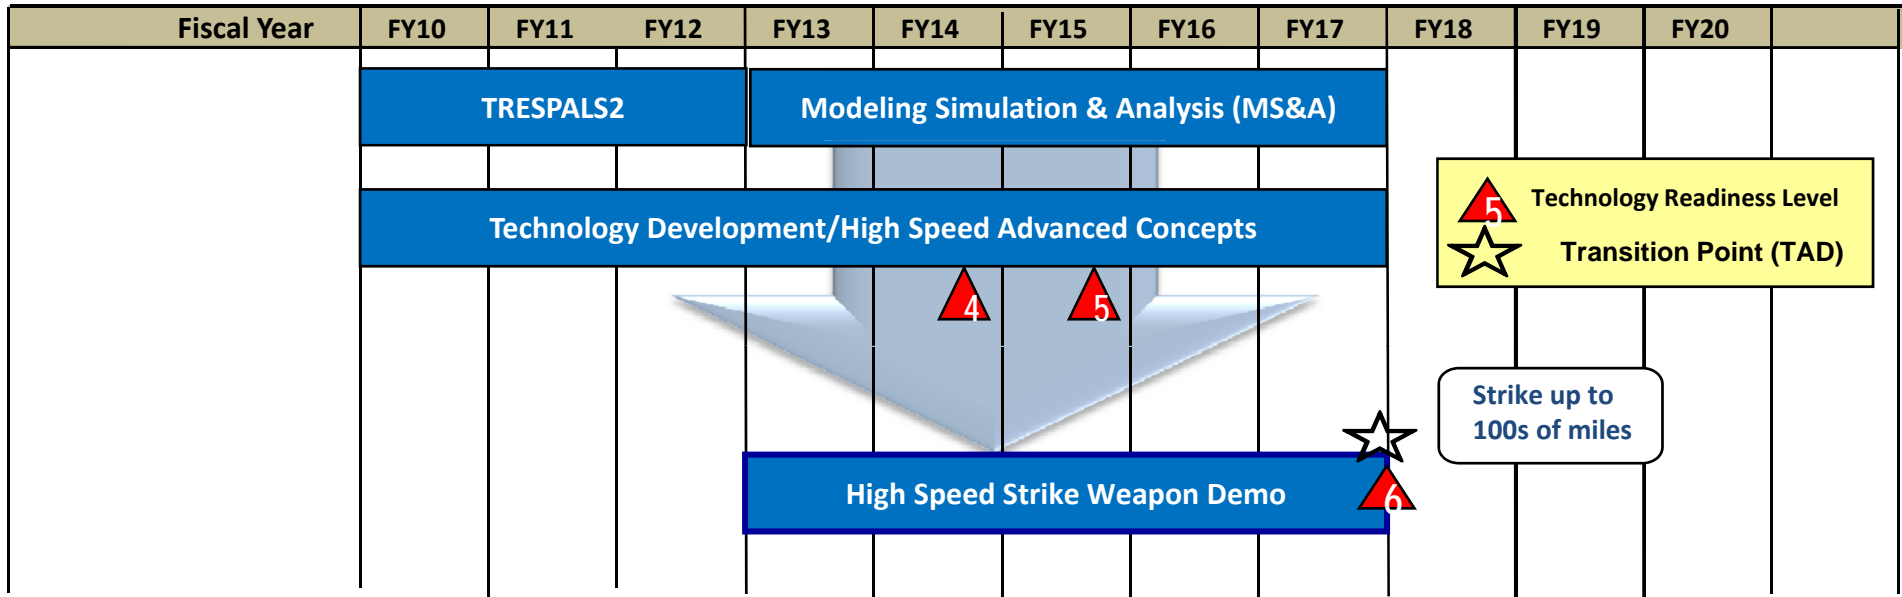 Fiscal Year FY10 FY11 FY12 FY13 FY14 FY15 FY16 FY17 FY18 FY19 FY20
TRESPALS2 Modeling Simulation & Analysis (MS&A)
5 Technology Readiness Level
Technology Development/High Speed Advanced Concepts
Transition Point (TAD)
4 5
Strike up to
100s of miles
High Speed Strike Weapon Demo
6